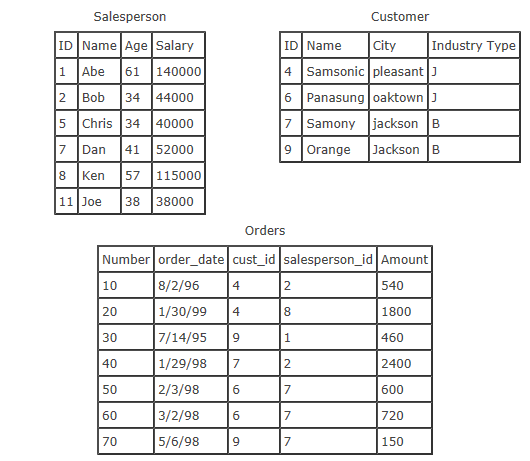 Salesperson
ID Name Age Salary
1 Abe 61 140000
2 Bob 34 44000
5 Chris 34 40000
7 Dan 41 52000
8 Ken 57 115000
11 Joe 38 38000
Customer
ID Name City Industry Type
4 Samsonic pleasant J
6 Panasung oaktown J
7 Samony jackson B
9 Orange Jackson B
Orders
Number order_date cust_id salesperson_id Amount
10 8/2/96 4 2 540
20 1/30/99 4 8 1800
30 7/14/95 9 1 460
40 1/29/98 7 2 2400
50 2/3/98 6 7 600
60 3/2/98 6 7 720
70 5/6/98 9 7 150